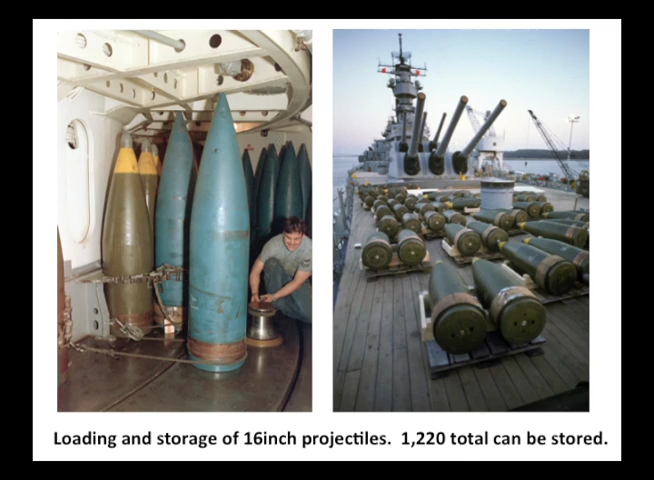 Loading and storage of 16inch projectiles.  1,220 total can be stored.